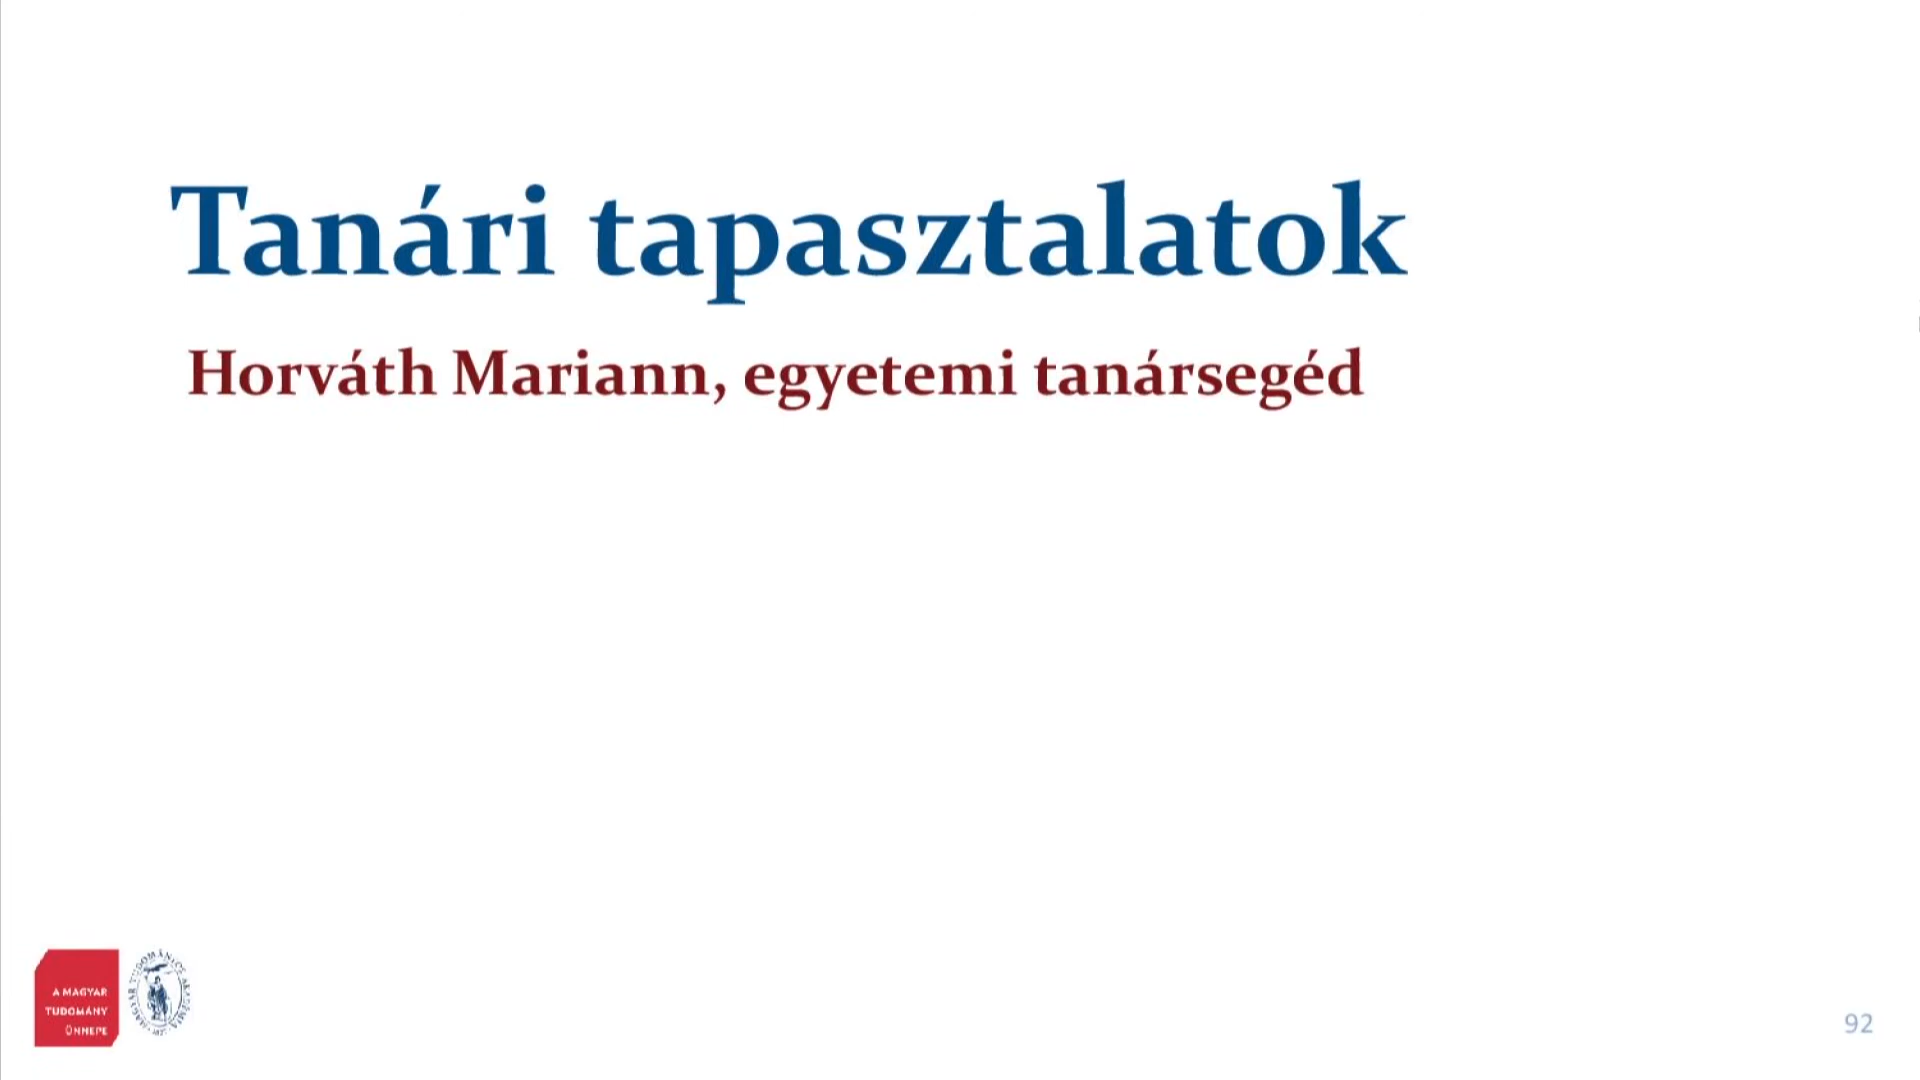 Tanári tapasztalatok
Horváth Mariann, egyetemi tanársegéd
A MAGYAR
TUDOMÁNY
ÜNNEPE
92